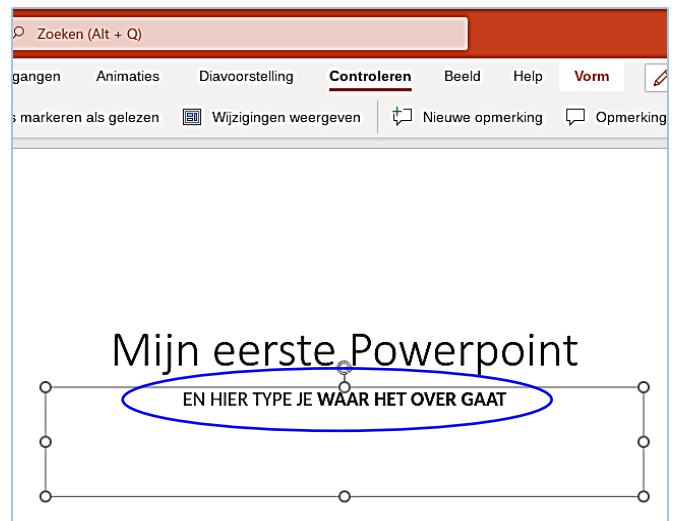 Zoeken (Alt + Q)
gangen Animaties Diavoorstelling Controleren Beeld Help Vorm
s markeren als gelezen Wijzigingen weergeven Nieuwe opmerking Opmerking
Mijn eerste Powerpoint
EN HIER TYPE JE WAAR HET OVER GAAT